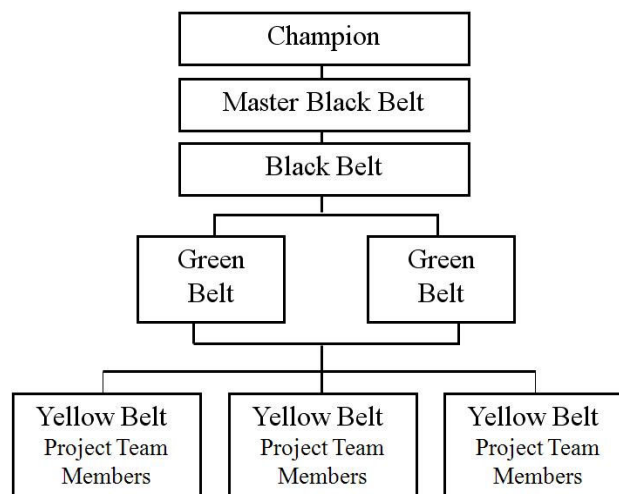 Champion
Master Black Belt
Black Belt
Green
Belt
Green
Belt
Yellow Belt
Project Team
Members
Yellow Belt
Project Team
Members
Yellow Belt
Project Team
Members